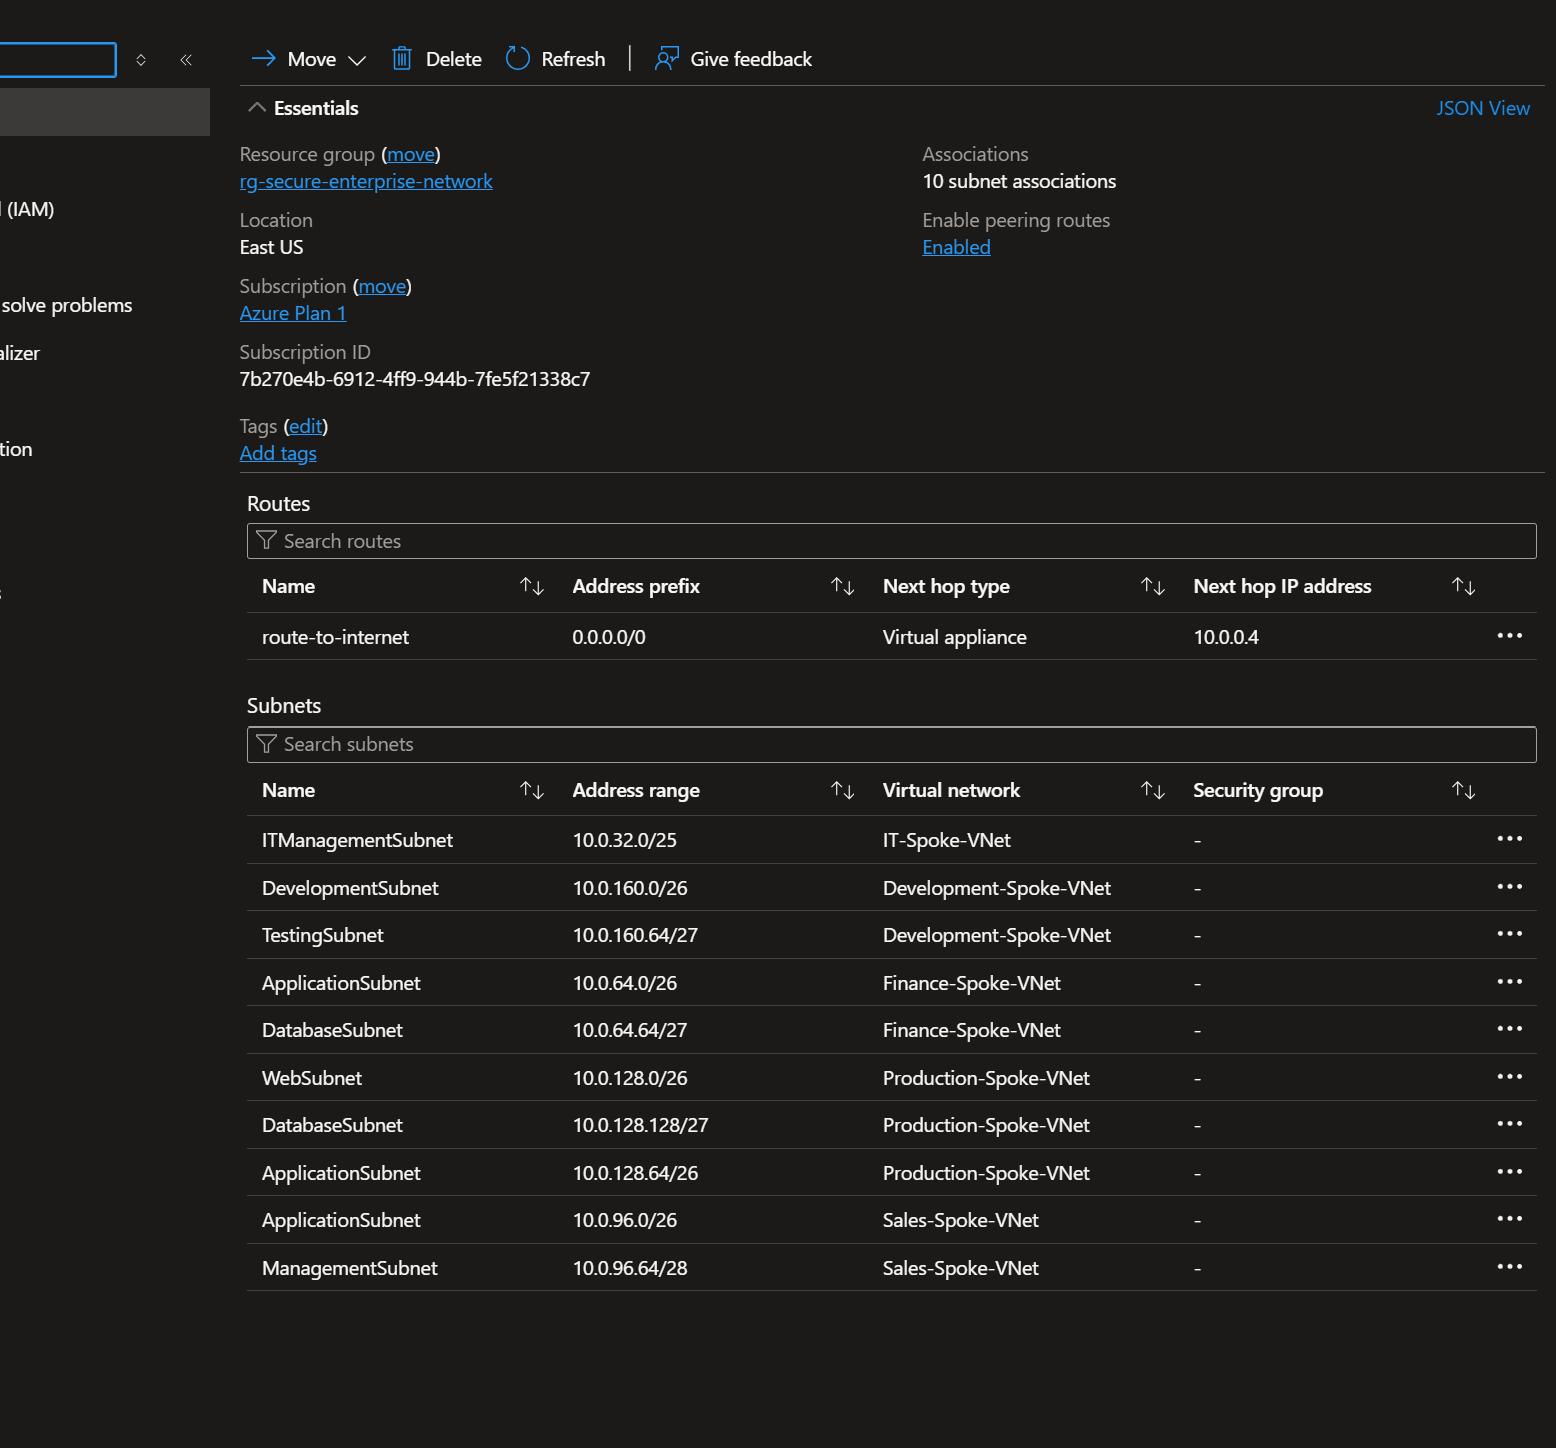 Move Delete Refresh | Give feedback
Essentials JSON View
Resource group (move)
rg-secure-enterprise-network
Associations
10 subnet associations
(IAM)
Location
East US
Enable peering routes
Enabled
Subscription (move)
Azure Plan 1
solve problems
Subscription ID
7b270e4b-6912-4ff9-944b-7fe5f21338c7
alizer
Tags (edit)
Add tags
tion
Routes
Search routes
Name Address prefix Next hop type Next hop IP address
route-to-internet 0.0.0.0/0 Virtual appliance 10.0.0.4
Subnets
Search subnets
Name Address range Virtual network Security group
ITManagementSubnet 10.0.32.0/25 IT-Spoke-VNet -
DevelopmentSubnet 10.0.160.0/26 Development-Spoke-VNet -
TestingSubnet 10.0.160.64/27 Development-Spoke-VNet -
ApplicationSubnet 10.0.64.0/26 Finance-Spoke-VNet -
DatabaseSubnet 10.0.64.64/27 Finance-Spoke-VNet -
WebSubnet 10.0.128.0/26 Production-Spoke-VNet -
DatabaseSubnet 10.0.128.128/27 Production-Spoke-VNet -
ApplicationSubnet 10.0.128.64/26 Production-Spoke-VNet -
ApplicationSubnet 10.0.96.0/26 Sales-Spoke-VNet -
ManagementSubnet 10.0.96.64/28 Sales-Spoke-VNet -